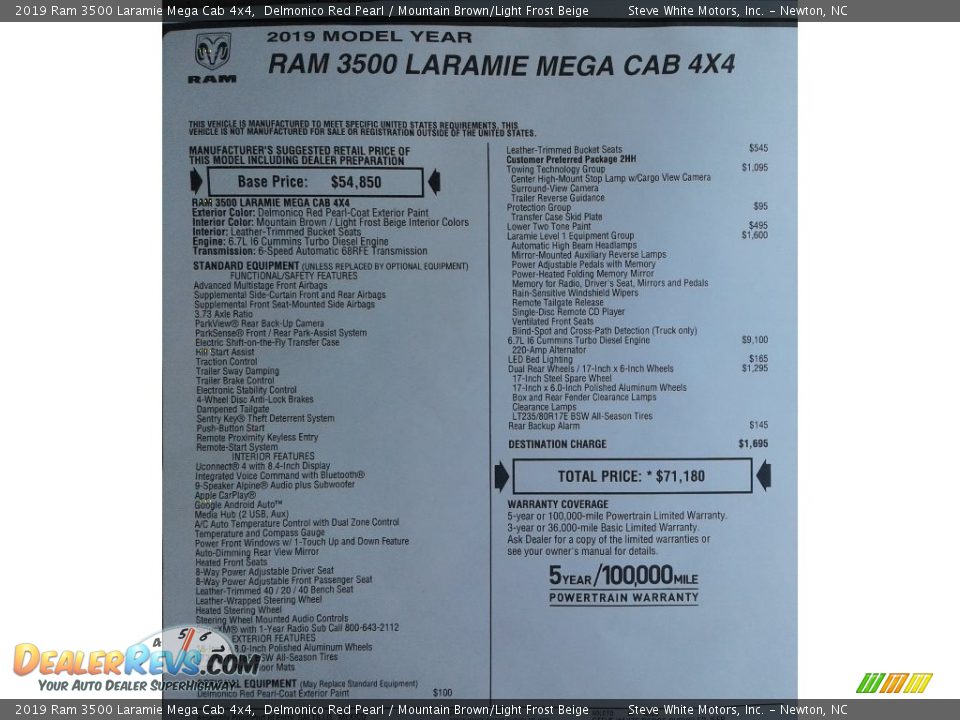 2019 Ram 3500 Laramie Mega Cab 4x4, Delmonico Red Pearl / Mountain Brown/Light Frost Beige Steve White Motors, Inc. – Newton, NC
RAM
2019 MODEL YEAR
RAM 3500 LARAMIE MEGA CAB 4X4
THIS VEHICLE IS MANUFACTURED TO MEET SPECIFIC UNITED STATES REQUIREMENTS. THIS
VEHICLE IS NOT MANUFACTURED FOR SALE OR REGISTRATION OUTSIDE OF THE UNITED STATES.
MANUFACTURER'S SUGGESTED RETAIL PRICE OF
THIS MODEL INCLUDING DEALER PREPARATION
Base Price: $54,850
RAM 3500 LARAMIE MEGA CAB 4X4
Exterior Color: Delmonico Red Pearl-Coat Exterior Paint
Interior Color: Mountain Brown / Light Frost Beige Interior Colors
Interior: Leather-Trimmed Bucket Seats
Engine: 6.7L I6 Cummins Turbo Diesel Engine
Transmission: 6-Speed Automatic 68RFE Transmission
STANDARD EQUIPMENT (UNLESS REPLACED BY OPTIONAL EQUIPMENT)
FUNCTIONAL/SAFETY FEATURES
Advanced Multistage Front Airbags
Supplemental Side-Curtain Front and Rear Airbags
Supplemental Front Seat-Mounted Side Airbags
3.73 Axle Ratio
ParkView® Rear Back-Up Camera
ParkSense® Front / Rear Park-Assist System
Electric Shift-on-the-Fly Transfer Case
Hill Start Assist
Traction Control
Trailer Sway Damping
Trailer Brake Control
Electronic Stability Control
4-Wheel Disc Anti-Lock Brakes
Dampened Tailgate
Sentry Key® Theft Deterrent System
Push-Button Start
Remote Proximity Keyless Entry
Remote-Start System
INTERIOR FEATURES
Uconnect® 4 with 8.4-Inch Display
Integrated Voice Command with Bluetooth®
9-Speaker Alpine® Audio plus Subwoofer
Apple CarPlay®
Google Android Auto™
Media Hub (2 USB, Aux)
A/C Auto Temperature Control with Dual Zone Control
Temperature and Compass Gauge
Power Front Windows w/ 1-Touch Up and Down Feature
Auto-Dimming Rear View Mirror
Heated Front Seats
8-Way Power Adjustable Driver Seat
8-Way Power Adjustable Front Passenger Seat
Leather-Trimmed 40 / 20 / 40 Bench Seat
Leather-Wrapped Steering Wheel
Heated Steering Wheel
Steering Wheel Mounted Audio Controls
XM® with 1-Year Radio Sub Call 800-643-2112
EXTERIOR FEATURES
8.0-Inch Polished Aluminum Wheels
BSW All-Season Tires
Door Mats
OPTIONAL EQUIPMENT (May Replace Standard Equipment)
Delmonico Red Pearl-Coat Exterior Paint $100
Leather-Trimmed Bucket Seats $545
Customer Preferred Package 2HH
Towing Technology Group $1,095
Center High-Mount Stop Lamp w/Cargo View Camera
Surround-View Camera
Trailer Reverse Guidance
Protection Group $95
Transfer Case Skid Plate
Lower Two Tone Paint $495
Laramie Level 1 Equipment Group $1,600
Automatic High Beam Headlamps
Mirror-Mounted Auxiliary Reverse Lamps
Power Adjustable Pedals with Memory
Power-Heated Folding Memory Mirror
Memory for Radio, Driver's Seat, Mirrors and Pedals
Rain-Sensitive Windshield Wipers
Remote Tailgate Release
Single-Disc Remote CD Player
Ventilated Front Seats
Blind-Spot and Cross-Path Detection (Truck only)
6.7L I6 Cummins Turbo Diesel Engine $9,100
220-Amp Alternator
LED Bed Lighting $165
Dual Rear Wheels / 17-Inch x 6-Inch Wheels $1,295
17-Inch Steel Spare Wheel
17-Inch x 6.0-Inch Polished Aluminum Wheels
Box and Rear Fender Clearance Lamps
Clearance Lamps
LT235/80R17E BSW All-Season Tires
Rear Backup Alarm $145
DESTINATION CHARGE $1,695
TOTAL PRICE: * $71,180
WARRANTY COVERAGE
5-year or 100,000-mile Powertrain Limited Warranty.
3-year or 36,000-mile Basic Limited Warranty.
Ask Dealer for a copy of the limited warranties or
see your owner's manual for details.
5YEAR/100,000MILE
POWERTRAIN WARRANTY
4 5 6 7
DEALERREVS.COM
YOUR AUTO DEALER SUPERHIGHWAY
2019 Ram 3500 Laramie Mega Cab 4x4, Delmonico Red Pearl / Mountain Brown/Light Frost Beige Steve White Motors, Inc. – Newton, NC